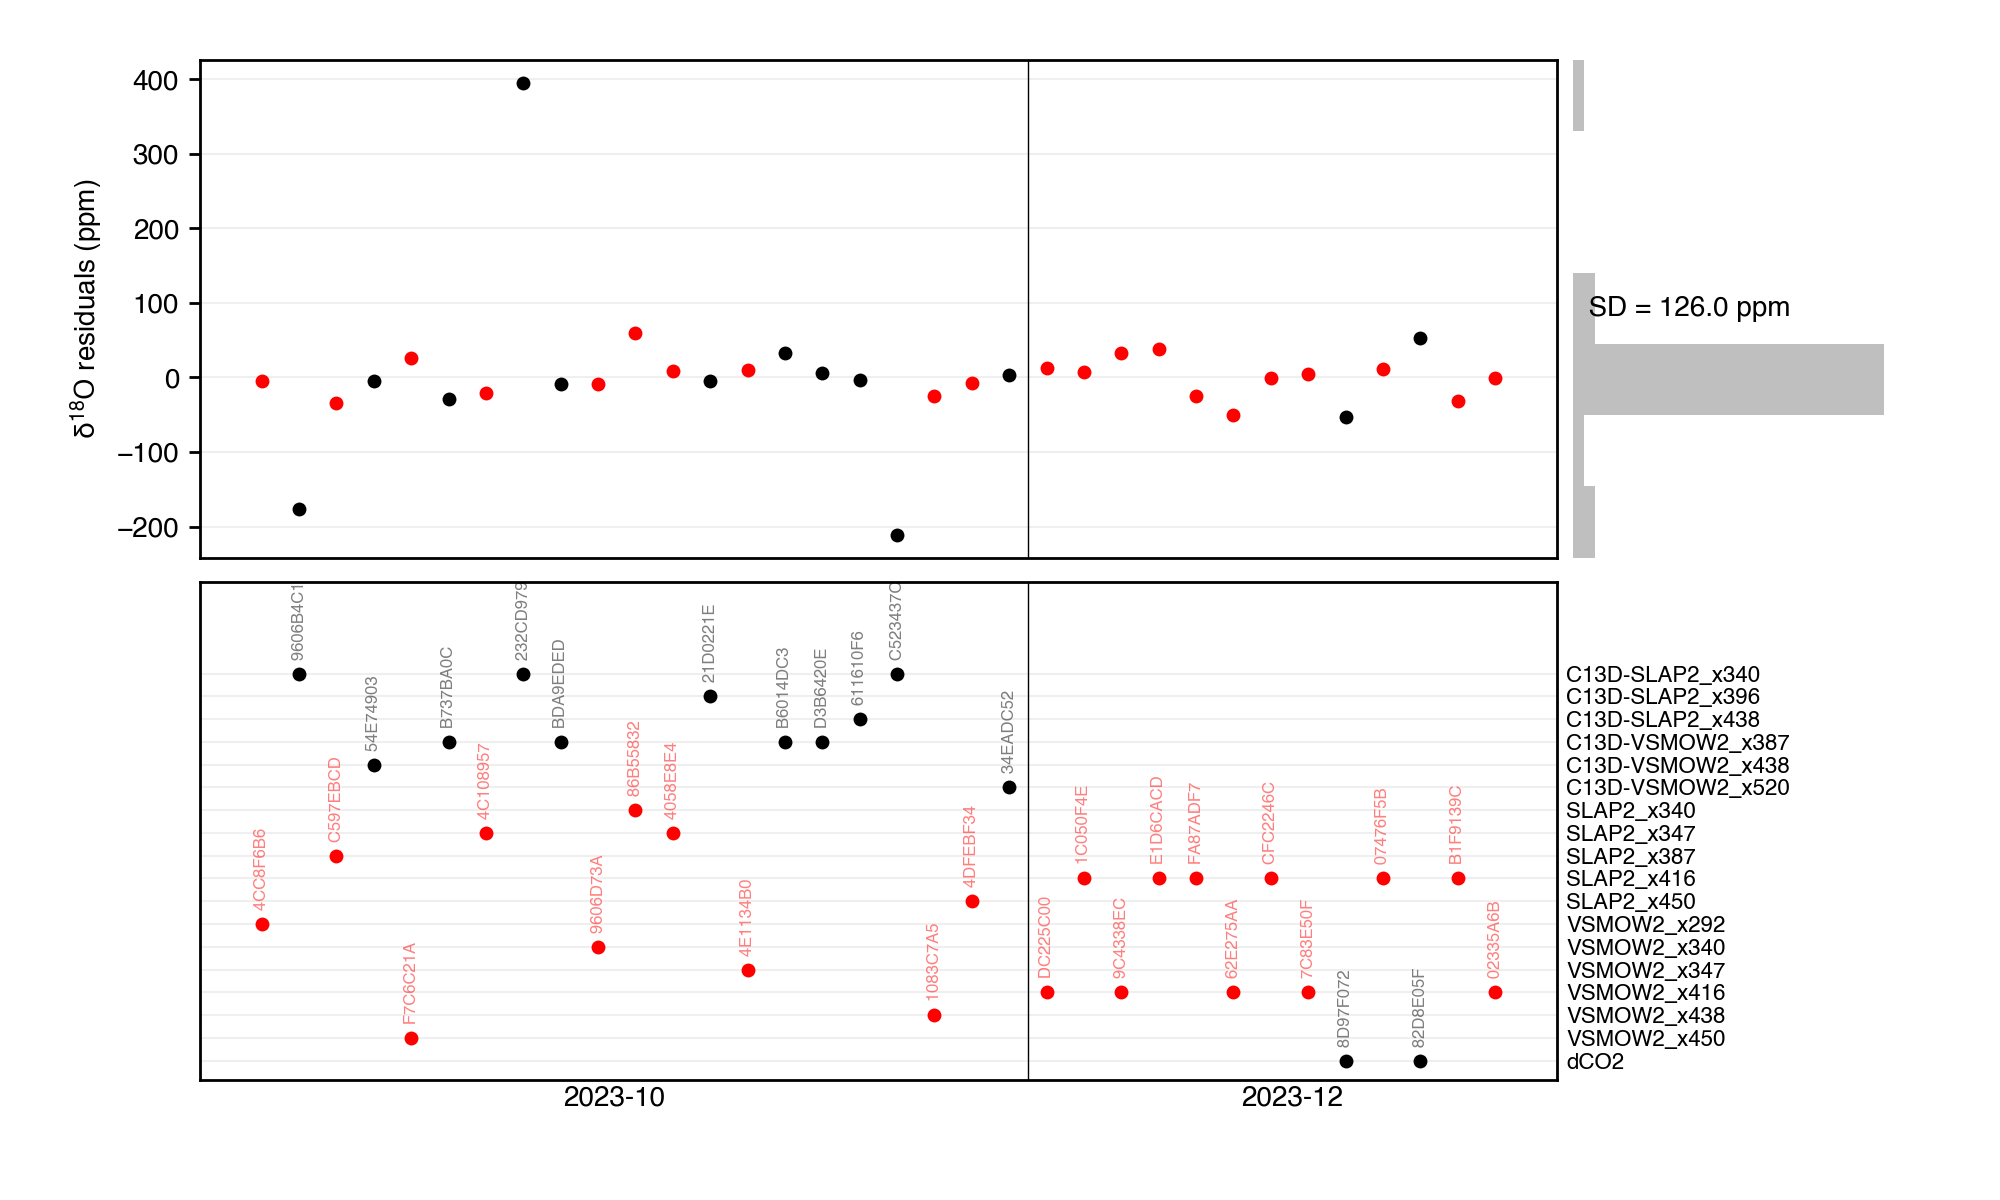 400
300
200
100
0
−100
−200
δ18O residuals (ppm)
SD = 126.0 ppm
9606B4C1
232CD979
C523437C
21D0221E
611610F6
B737BA0C
BDA9EDED
B6014DC3
D3B6420E
54E74903
34EADC52
86B55832
C597EBCD
4C108957
4058E8E4
4CC8F6B6
4DFEBF34
1C050F4E
E1D6CACD
FA87ADF7
CFC2246C
07476F5B
B1F9139C
9606D73A
4E1134B0
DC225C00
9C4338EC
62E275AA
7C83E50F
02335A6B
1083C7A5
F7C6C21A
8D97F072
82D8E05F
C13D-SLAP2_x340
C13D-SLAP2_x396
C13D-SLAP2_x438
C13D-VSMOW2_x387
C13D-VSMOW2_x438
C13D-VSMOW2_x520
SLAP2_x340
SLAP2_x347
SLAP2_x387
SLAP2_x416
SLAP2_x450
VSMOW2_x292
VSMOW2_x340
VSMOW2_x347
VSMOW2_x416
VSMOW2_x438
VSMOW2_x450
dCO2
2023-10
2023-12